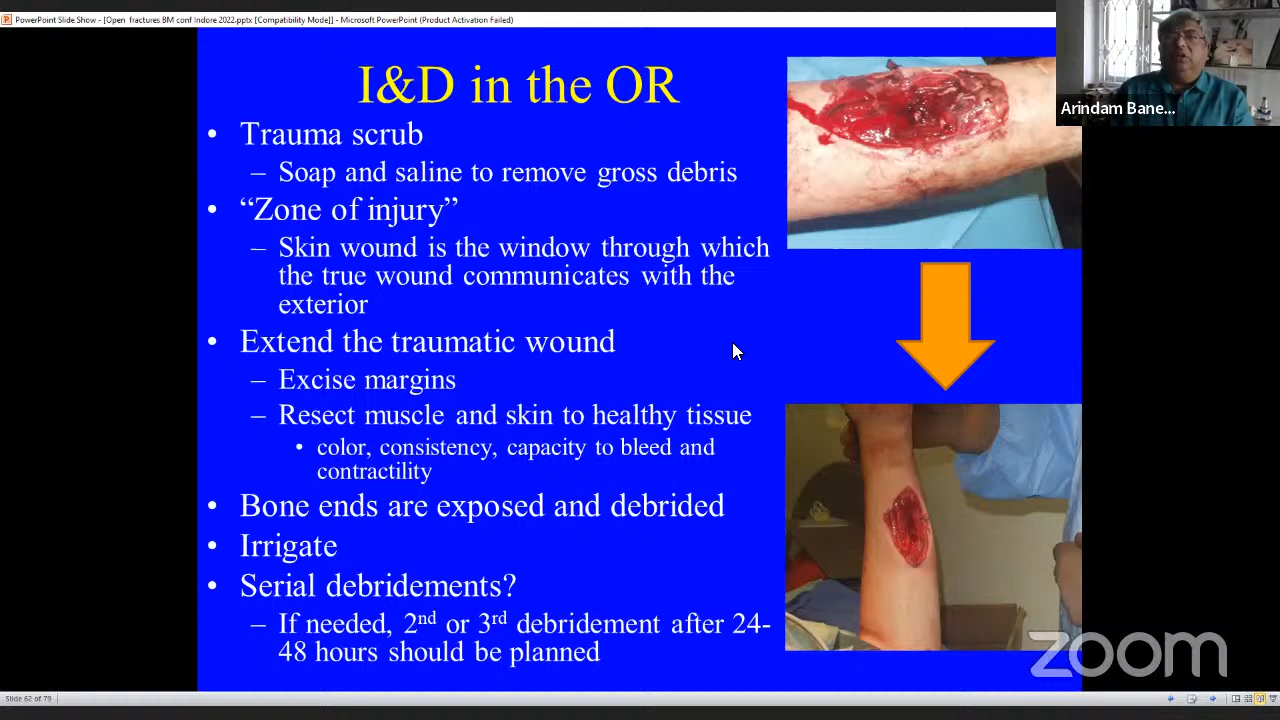 PowerPoint Slide Show - [Open fractures BM conf Indore 2022.pptx [Compatibility Mode]] - Microsoft PowerPoint (Product Activation Failed)
I&D in the OR
Arindam Bane...
• Trauma scrub
– Soap and saline to remove gross debris
• “Zone of injury”
– Skin wound is the window through which
the true wound communicates with the
exterior
• Extend the traumatic wound
– Excise margins
– Resect muscle and skin to healthy tissue
• color, consistency, capacity to bleed and
contractility
• Bone ends are exposed and debrided
• Irrigate
• Serial debridements?
– If needed, 2nd or 3rd debridement after 24-
48 hours should be planned
zoom
Slide 62 of 79